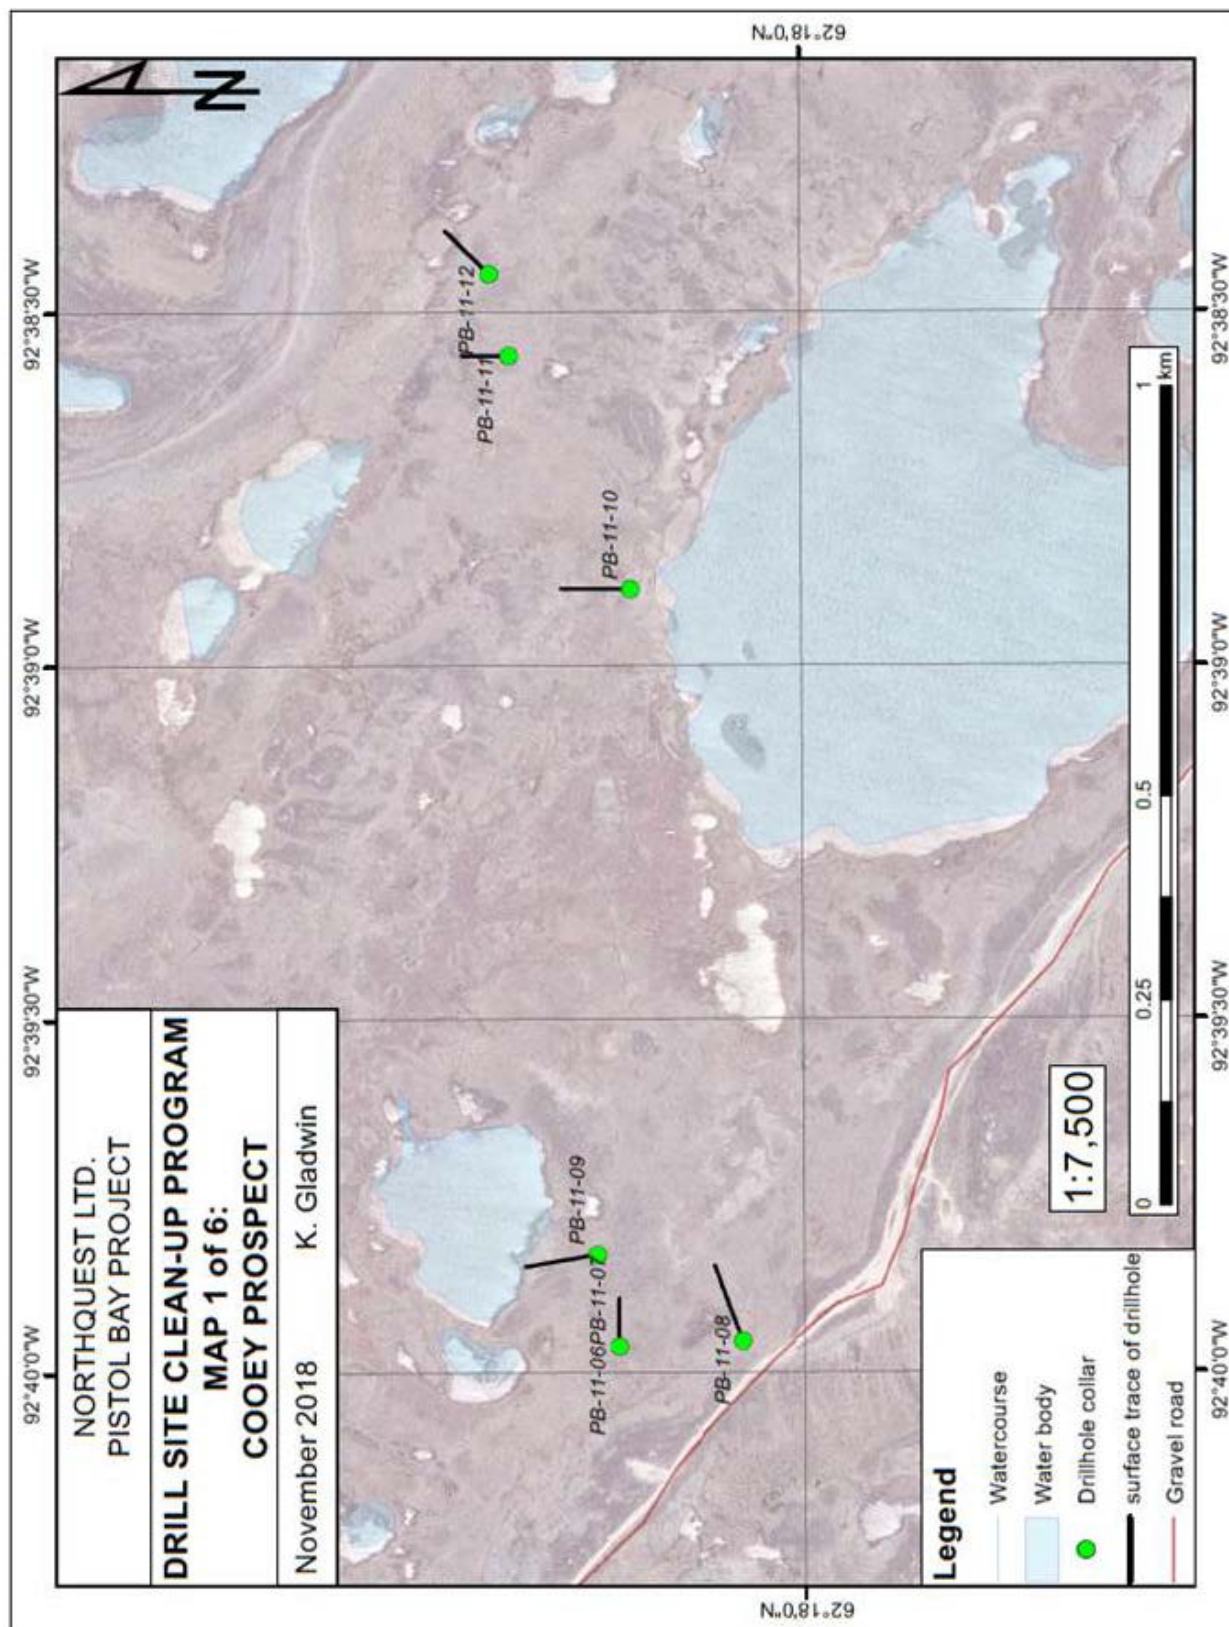 NORTHQUEST LTD.
PISTOL BAY PROJECT
DRILL SITE CLEAN-UP PROGRAM
MAP 1 of 6:
COOEY PROSPECT
November 2018 K. Gladwin
92°40'0"W
92°39'30"W
92°39'0"W
92°38'30"W
N
62°18'0"N
62°18'0"N
PB-11-12
PB-11-11
PB-11-10
PB-11-09
PB-11-06PB-11-07
PB-11-08
Legend
Watercourse
Water body
Drillhole collar
surface trace of drillhole
Gravel road
1:7,500
0 0.25 0.5 1
km
92°40'0"W
92°39'30"W
92°39'0"W
92°38'30"W